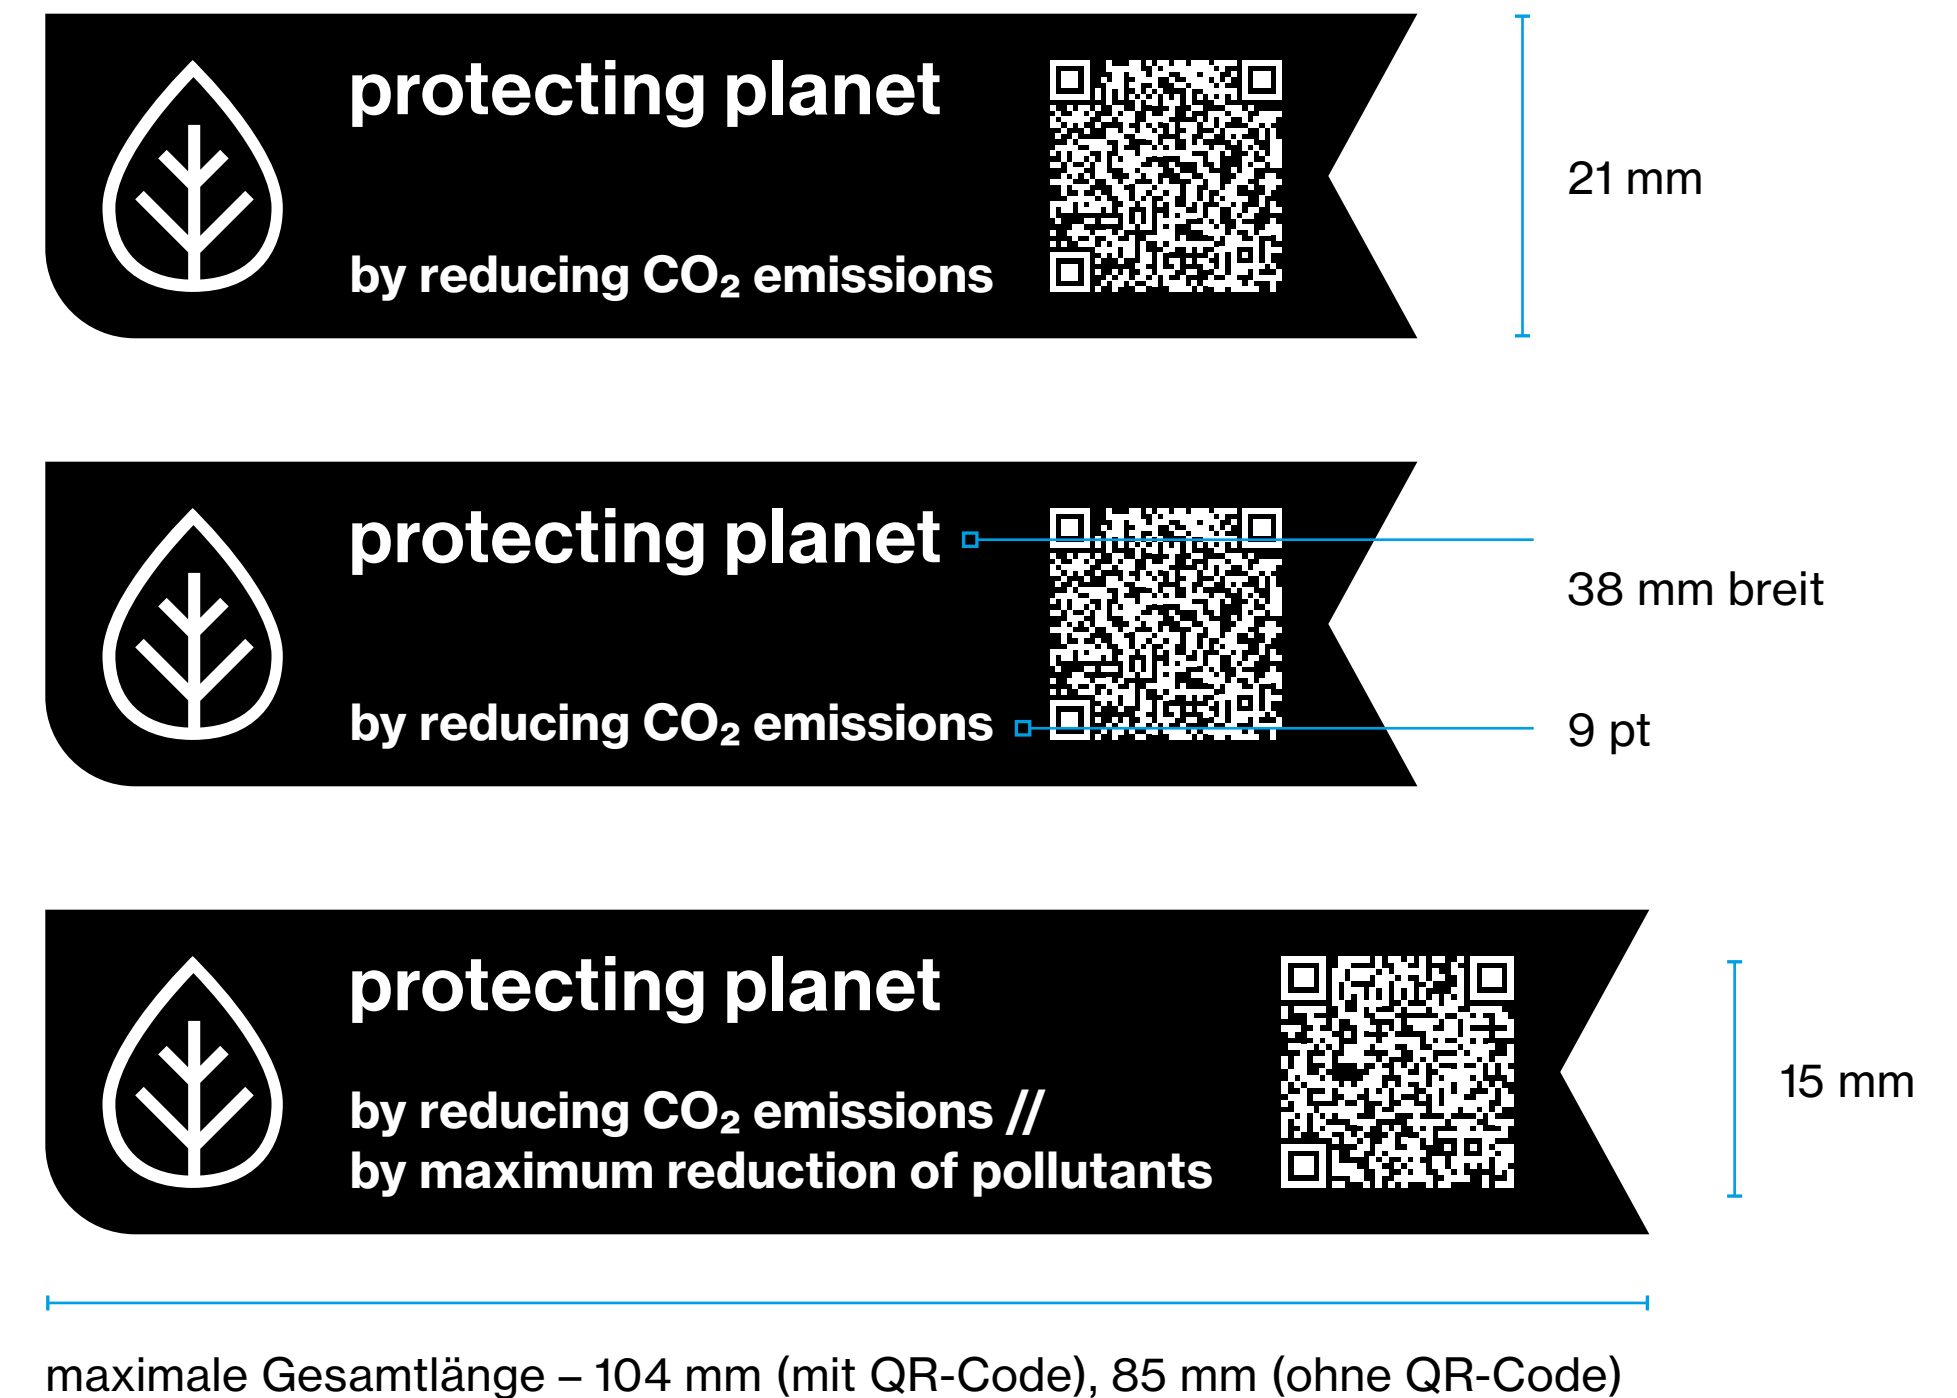 protecting planet
by reducing CO₂ emissions
21 mm
protecting planet
38 mm breit
by reducing CO₂ emissions
9 pt
protecting planet
by reducing CO₂ emissions //
by maximum reduction of pollutants
15 mm
maximale Gesamtlänge – 104 mm (mit QR-Code), 85 mm (ohne QR-Code)